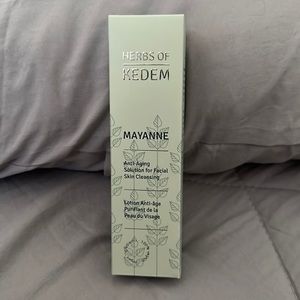 HERBS OF
KEDEM
MAYANNE
Anti-Aging
Solution for Facial
Skin Cleansing
Lotion Anti-âge
Purifiant de la
Peau du Visage